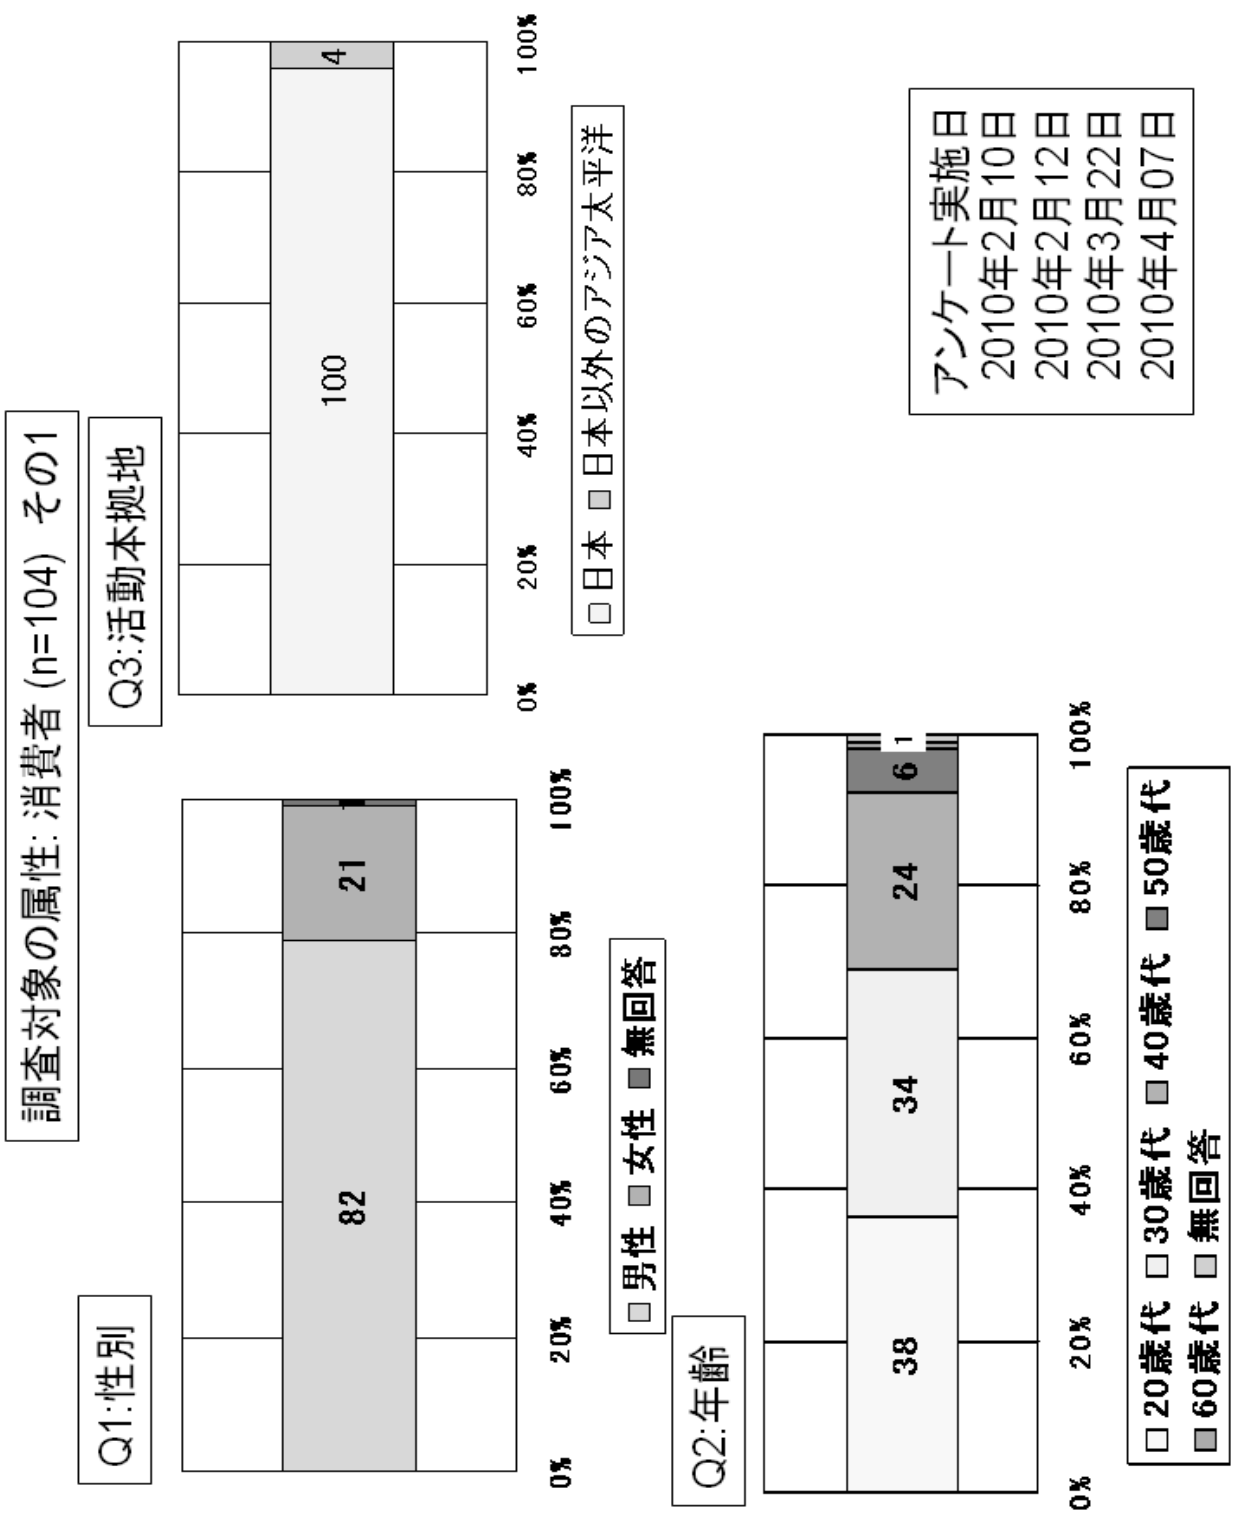 調査対象の属性: 消費者 (n=104) その1
Q1:性別
82 21 1
0% 20% 40% 60% 80% 100%
男性 女性 無回答
Q3:活動本拠地
100 4
0% 20% 40% 60% 80% 100%
日本 日本以外のアジア太平洋
Q2:年齢
38 34 24 6 1
0% 20% 40% 60% 80% 100%
20歳代 30歳代 40歳代 50歳代
60歳代 無回答
アンケート実施日
2010年2月10日
2010年2月12日
2010年3月22日
2010年4月07日